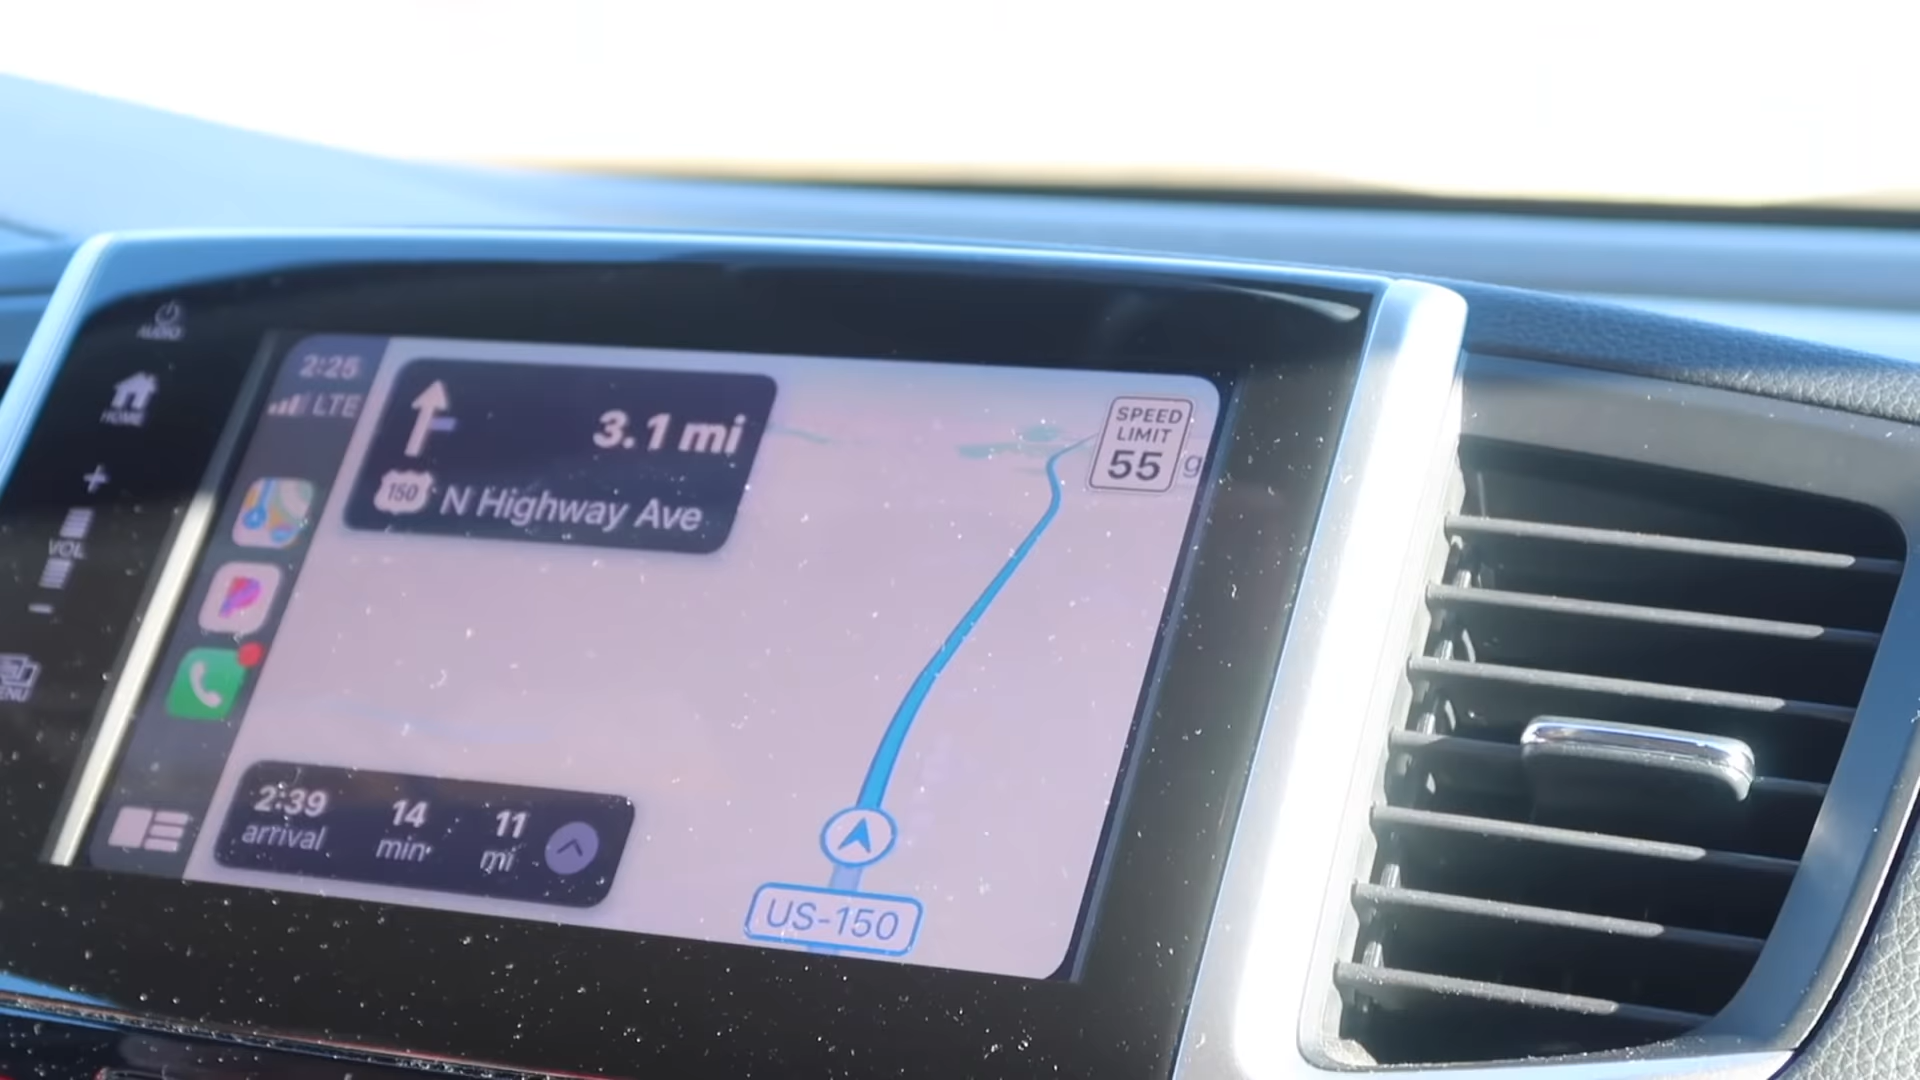 AUDIO
HOME
+
VOL
-
MENU
2:25
LTE
3.1 mi
150 N Highway Ave
SPEED
LIMIT
55
g
2:39 14 11
arrival min mi
US-150